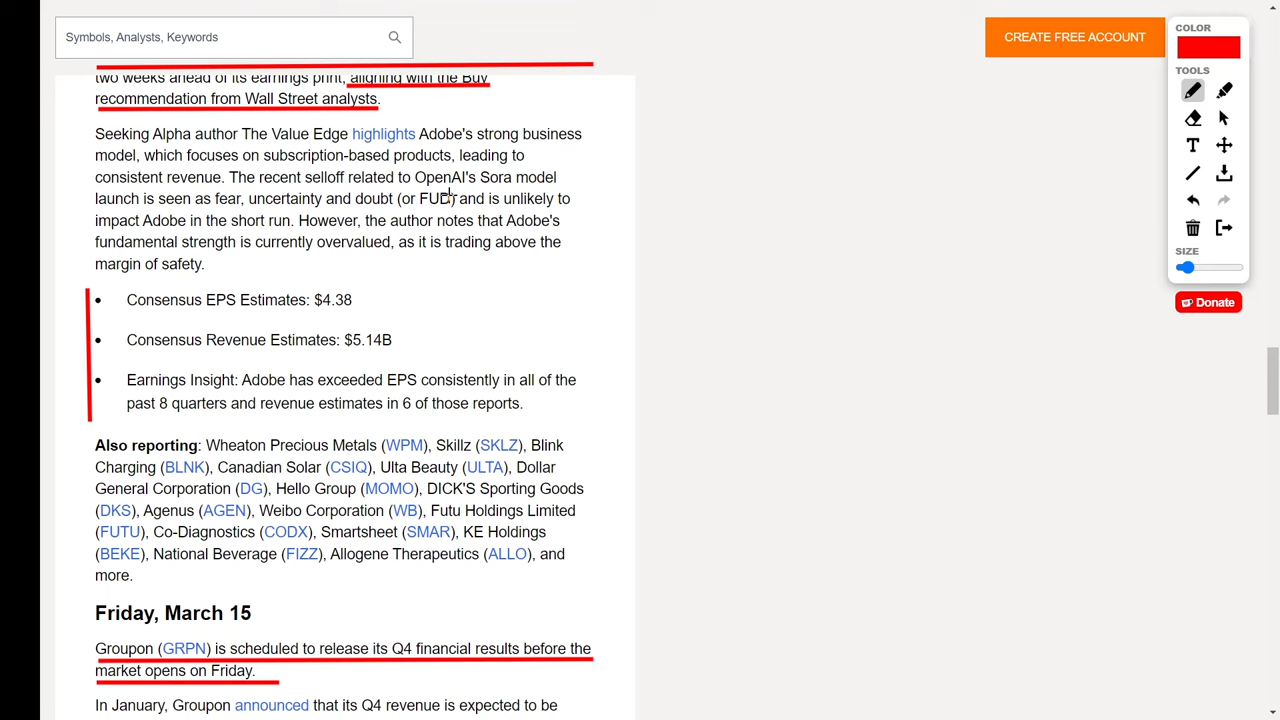 Symbols, Analysts, Keywords
CREATE FREE ACCOUNT
COLOR
TOOLS
SIZE
Donate
two weeks ahead of its earnings print, aligning with the Buy
recommendation from Wall Street analysts.
Seeking Alpha author The Value Edge highlights Adobe's strong business
model, which focuses on subscription-based products, leading to
consistent revenue. The recent selloff related to OpenAI's Sora model
launch is seen as fear, uncertainty and doubt (or FUD) and is unlikely to
impact Adobe in the short run. However, the author notes that Adobe's
fundamental strength is currently overvalued, as it is trading above the
margin of safety.
• Consensus EPS Estimates: $4.38
• Consensus Revenue Estimates: $5.14B
• Earnings Insight: Adobe has exceeded EPS consistently in all of the
past 8 quarters and revenue estimates in 6 of those reports.
Also reporting: Wheaton Precious Metals (WPM), Skillz (SKLZ), Blink
Charging (BLNK), Canadian Solar (CSIQ), Ulta Beauty (ULTA), Dollar
General Corporation (DG), Hello Group (MOMO), DICK'S Sporting Goods
(DKS), Agenus (AGEN), Weibo Corporation (WB), Futu Holdings Limited
(FUTU), Co-Diagnostics (CODX), Smartsheet (SMAR), KE Holdings
(BEKE), National Beverage (FIZZ), Allogene Therapeutics (ALLO), and
more.
Friday, March 15
Groupon (GRPN) is scheduled to release its Q4 financial results before the
market opens on Friday.
In January, Groupon announced that its Q4 revenue is expected to be